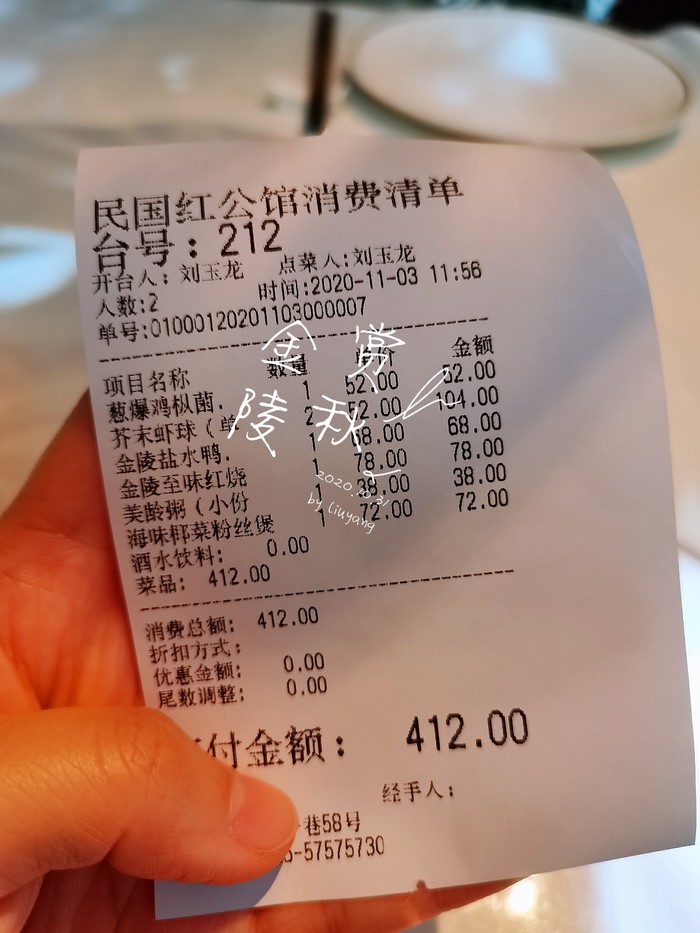 民国红公馆消费清单
台号：212
开台人：刘玉龙 点菜人：刘玉龙
人数:2 时间:2020-11-03 11:56
单号:01000120201103000007
项目名称 数量 单价 金额
葱爆鸡枞菌. 1 52.00 52.00
芥末虾球（单 2 52.00 104.00
金陵盐水鸭. 1 68.00 68.00
金陵至味红烧 1 78.00 78.00
美龄粥（小份 1 38.00 38.00
海味椰菜粉丝煲 1 72.00 72.00
酒水饮料: 0.00
菜品: 412.00
消费总额: 412.00
折扣方式:
优惠金额: 0.00
尾数调整: 0.00
付金额: 412.00
经手人:
巷58号
-57575730
金陵
赏秋
2020.10.31
by liuyang